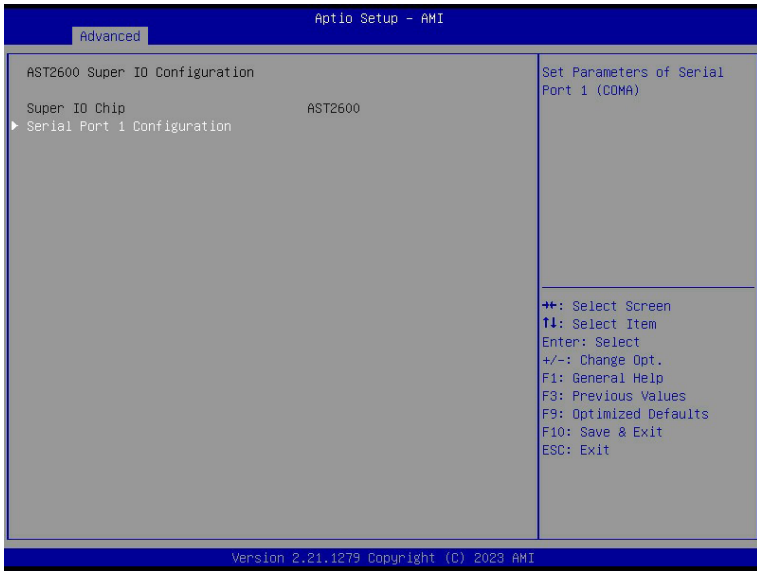 Aptio Setup – AMI
Advanced
AST2600 Super IO Configuration
Super IO Chip AST2600
▶ Serial Port 1 Configuration
Set Parameters of Serial
Port 1 (COMA)
→←: Select Screen
↑↓: Select Item
Enter: Select
+/-: Change Opt.
F1: General Help
F3: Previous Values
F9: Optimized Defaults
F10: Save & Exit
ESC: Exit
Version 2.21.1279 Copyright (C) 2023 AMI